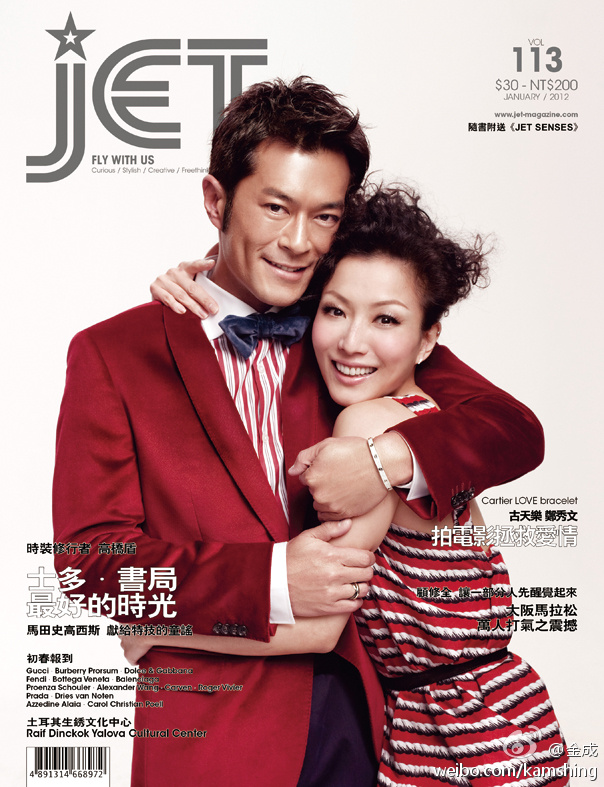 JET
FLY WITH US
Curious / Stylish / Creative / Freethink
VOL
113
$30 - NT$200
JANUARY / 2012
www.jet-magazine.com
隨書附送《JET SENSES》
Cartier LOVE bracelet
古天樂 鄭秀文
拍電影拯救愛情
顧修全 讓一部分人先醒覺起來
大阪馬拉松
萬人打氣之震撼
時裝修行者 高橋盾
士多．書局
最好的時光
馬田史高西斯 獻給特技的童謠
初春報到
Gucci · Burberry Prorsum · Dolce & Gabbana
Fendi · Bottega Veneta · Balenciaga
Proenza Schouler · Alexander Wang · Carven · Roger Vivier
Prada · Dries van Noten
Azzedine Alaïa · Carol Christian Poell
土耳其生銹文化中心
Raif Dinckok Yalova Cultural Center
4 891314 668972
@金成
weibo.com/kamshing